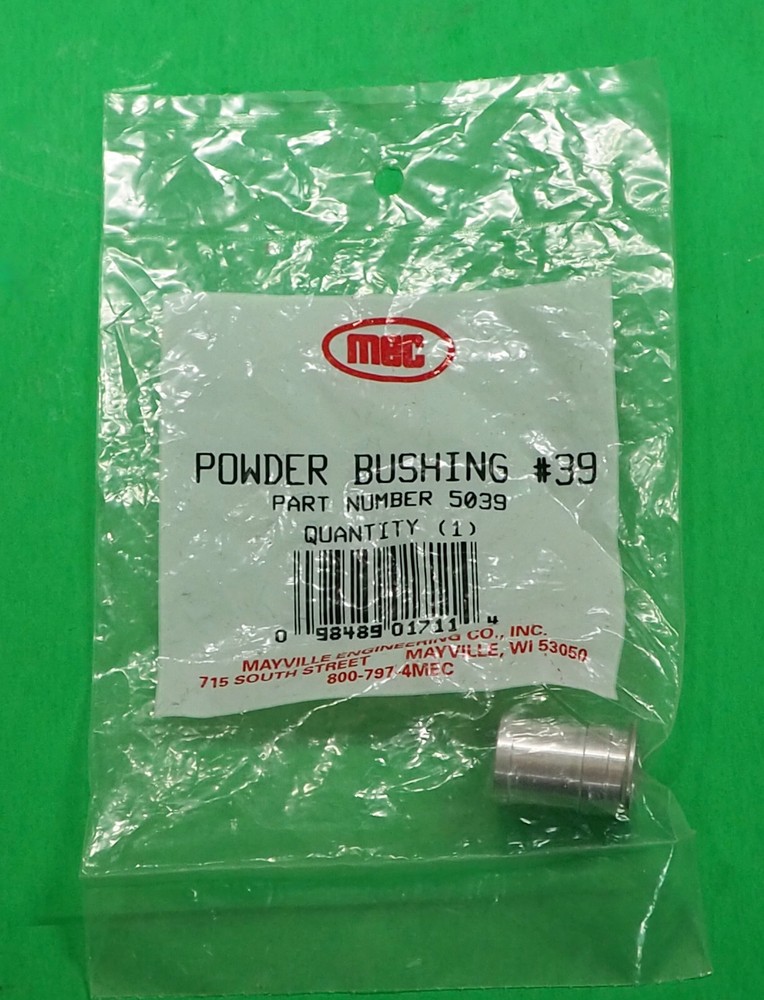 mec
POWDER BUSHING #39
PART NUMBER 5039
QUANTITY (1)
0 98489 01711 4
MAYVILLE ENGINEERING CO., INC.
715 SOUTH STREET MAYVILLE, WI 53050
800-797-4MEC